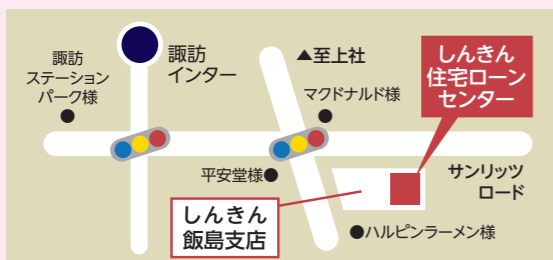 諏訪
ステーション
パーク様
諏訪
インター
▲至上社
マクドナルド様
しんきん
住宅ローン
センター
平安堂様
サンリッツ
ロード
しんきん
飯島支店
ハルピンラーメン様